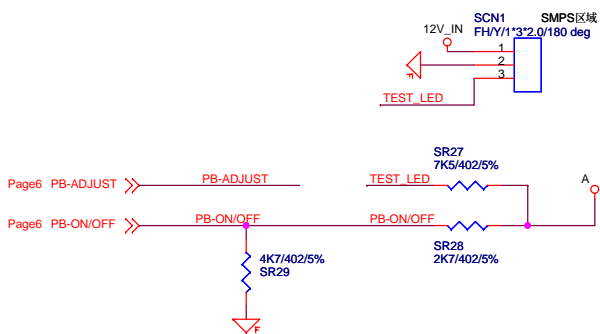 SCN1 SMPS区域
FH/Y/1*3*2.0/180 deg
12V_IN
1
2
3
TEST_LED
SR27
7K5/402/5%
Page6 PB-ADJUST PB-ADJUST TEST_LED A
Page6 PB-ON/OFF PB-ON/OFF PB-ON/OFF
SR28
2K7/402/5%
4K7/402/5%
SR29